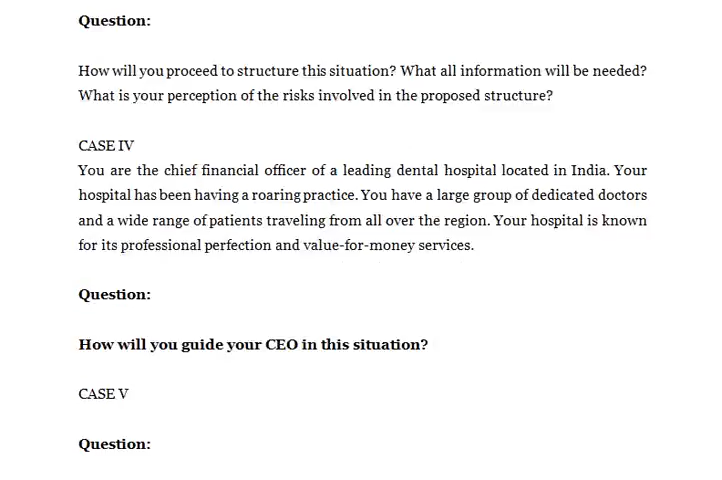 Question:
How will you proceed to structure this situation? What all information will be needed?
What is your perception of the risks involved in the proposed structure?
CASE IV
You are the chief financial officer of a leading dental hospital located in India. Your
hospital has been having a roaring practice. You have a large group of dedicated doctors
and a wide range of patients traveling from all over the region. Your hospital is known
for its professional perfection and value-for-money services.
Question:
How will you guide your CEO in this situation?
CASE V
Question: